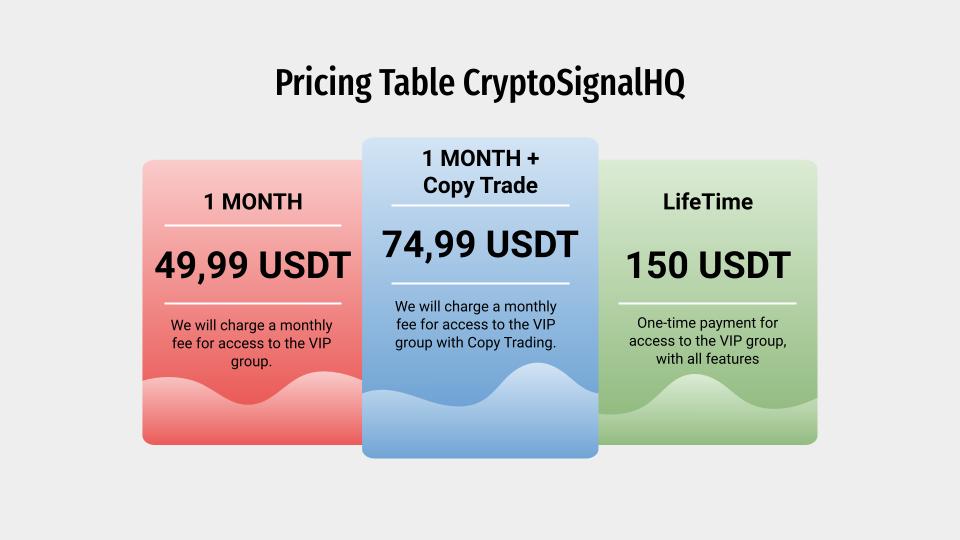 Pricing Table CryptoSignalHQ
1 MONTH
49,99 USDT
We will charge a monthly
fee for access to the VIP
group.
1 MONTH +
Copy Trade
74,99 USDT
We will charge a monthly
fee for access to the VIP
group with Copy Trading.
LifeTime
150 USDT
One-time payment for
access to the VIP group,
with all features